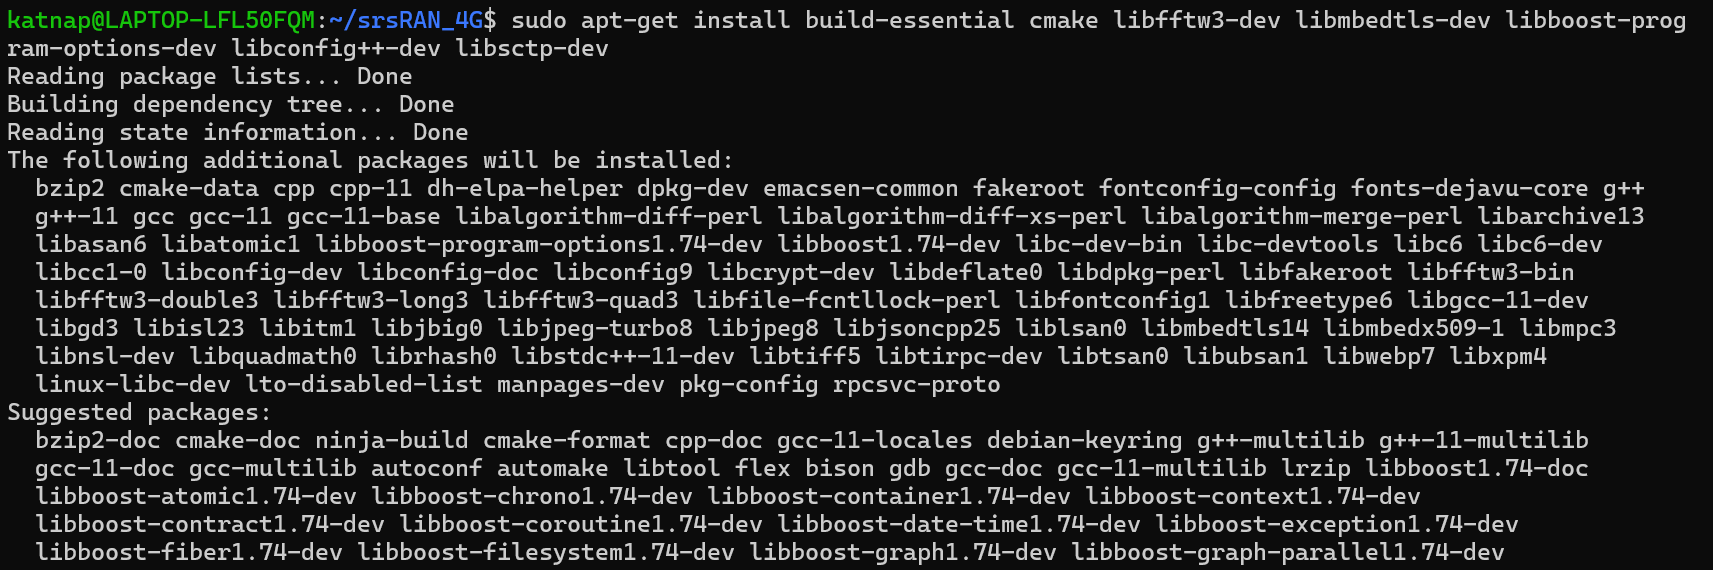 katnap@LAPTOP-LFL50FQM:~/srsRAN_4G$ sudo apt-get install build-essential cmake libfftw3-dev libmbedtls-dev libboost-prog
ram-options-dev libconfig++-dev libsctp-dev
Reading package lists... Done
Building dependency tree... Done
Reading state information... Done
The following additional packages will be installed:
  bzip2 cmake-data cpp cpp-11 dh-elpa-helper dpkg-dev emacsen-common fakeroot fontconfig-config fonts-dejavu-core g++
  g++-11 gcc gcc-11 gcc-11-base libalgorithm-diff-perl libalgorithm-diff-xs-perl libalgorithm-merge-perl libarchive13
  libasan6 libatomic1 libboost-program-options1.74-dev libboost1.74-dev libc-dev-bin libc-devtools libc6 libc6-dev
  libcc1-0 libconfig-dev libconfig-doc libconfig9 libcrypt-dev libdeflate0 libdpkg-perl libfakeroot libfftw3-bin
  libfftw3-double3 libfftw3-long3 libfftw3-quad3 libfile-fcntllock-perl libfontconfig1 libfreetype6 libgcc-11-dev
  libgd3 libisl23 libitm1 libjbig0 libjpeg-turbo8 libjpeg8 libjsoncpp25 liblsan0 libmbedtls14 libmbedx509-1 libmpc3
  libnsl-dev libquadmath0 librhash0 libstdc++-11-dev libtiff5 libtirpc-dev libtsan0 libubsan1 libwebp7 libxpm4
  linux-libc-dev lto-disabled-list manpages-dev pkg-config rpcsvc-proto
Suggested packages:
  bzip2-doc cmake-doc ninja-build cmake-format cpp-doc gcc-11-locales debian-keyring g++-multilib g++-11-multilib
  gcc-11-doc gcc-multilib autoconf automake libtool flex bison gdb gcc-doc gcc-11-multilib lrzip libboost1.74-doc
  libboost-atomic1.74-dev libboost-chrono1.74-dev libboost-container1.74-dev libboost-context1.74-dev
  libboost-contract1.74-dev libboost-coroutine1.74-dev libboost-date-time1.74-dev libboost-exception1.74-dev
  libboost-fiber1.74-dev libboost-filesystem1.74-dev libboost-graph1.74-dev libboost-graph-parallel1.74-dev